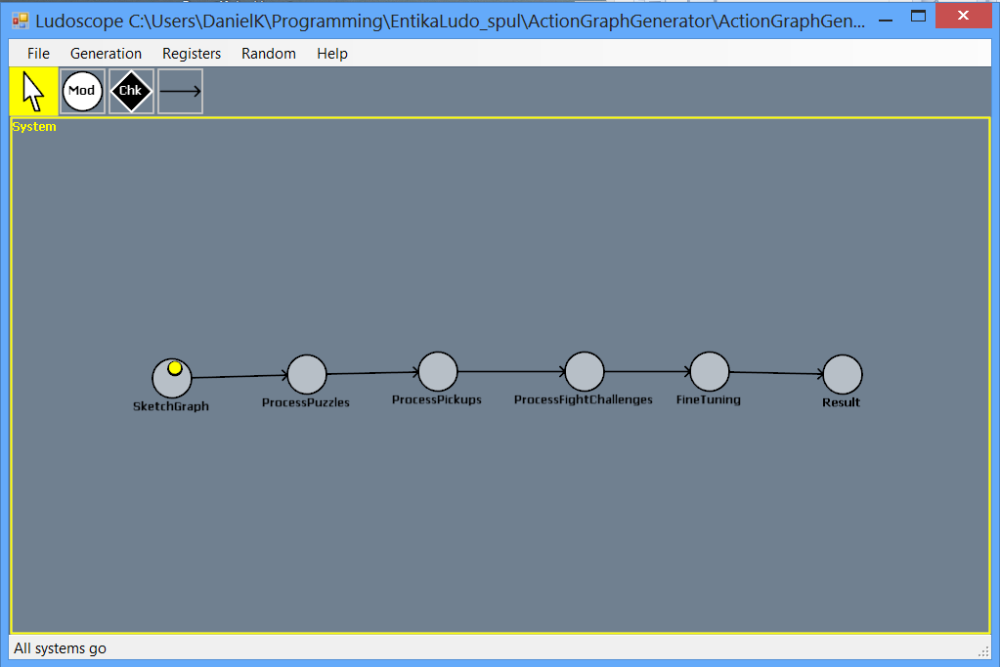 Ludoscope C:\Users\DanielK\Programming\EntikaLudo_spul\ActionGraphGenerator\ActionGraphGen...
File Generation Registers Random Help
Mod Chk
System
SketchGraph ProcessPuzzles ProcessPickups ProcessFightChallenges FineTuning Result
All systems go